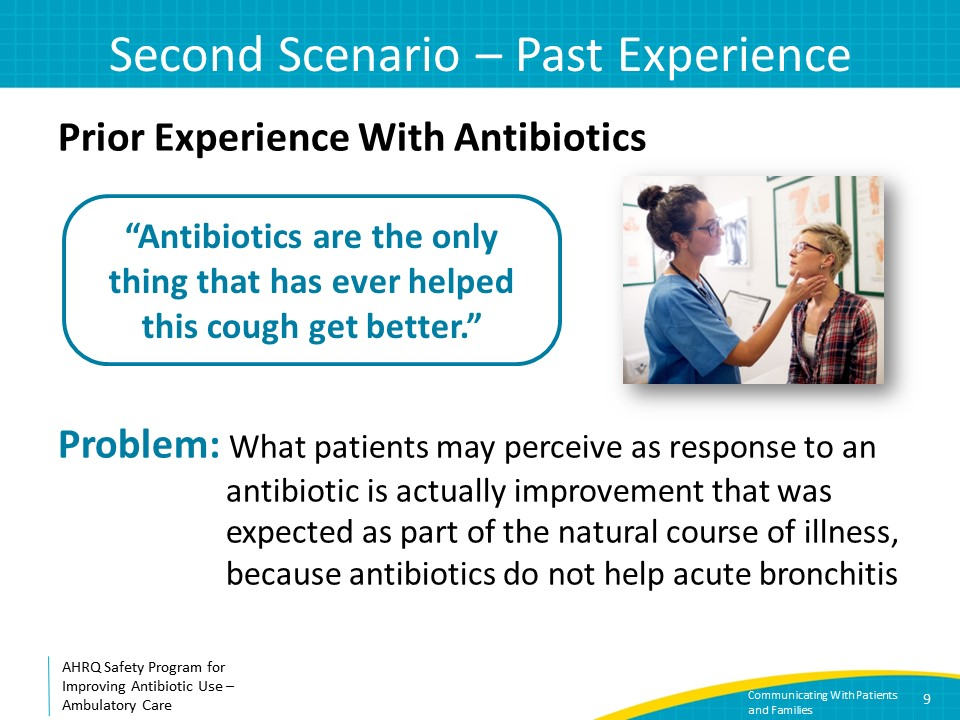 Second Scenario – Past Experience
Prior Experience With Antibiotics
“Antibiotics are the only
thing that has ever helped
this cough get better.”
Problem: What patients may perceive as response to an
antibiotic is actually improvement that was
expected as part of the natural course of illness,
because antibiotics do not help acute bronchitis
AHRQ Safety Program for
Improving Antibiotic Use –
Ambulatory Care
Communicating With Patients
and Families
9